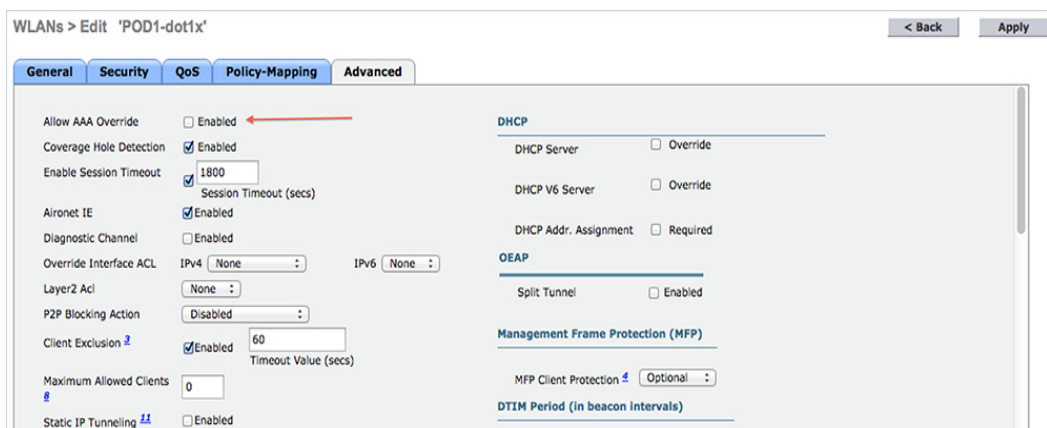 WLANs > Edit 'POD1-dot1x'
< Back
Apply
General
Security
QoS
Policy-Mapping
Advanced
Allow AAA Override
Enabled
Coverage Hole Detection
Enabled
Enable Session Timeout
1800
Session Timeout (secs)
Aironet IE
Enabled
Diagnostic Channel
Enabled
Override Interface ACL
IPv4
None
IPv6
None
Layer2 Acl
None
P2P Blocking Action
Disabled
Client Exclusion 3
Enabled
60
Timeout Value (secs)
Maximum Allowed Clients
8
0
Static IP Tunneling 11
Enabled
DHCP
DHCP Server
Override
DHCP V6 Server
Override
DHCP Addr. Assignment
Required
OEAP
Split Tunnel
Enabled
Management Frame Protection (MFP)
MFP Client Protection 4
Optional
DTIM Period (in beacon intervals)